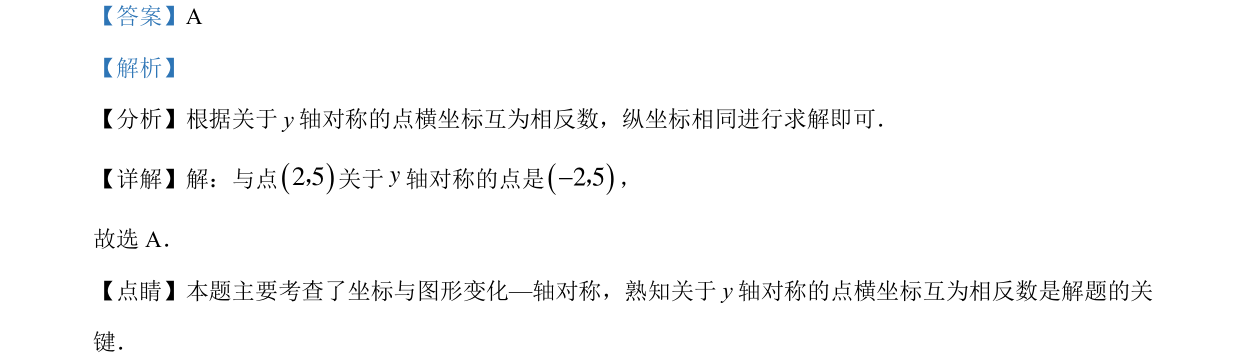 【答案】A
【解析】
【分析】根据关于 y 轴对称的点横坐标互为相反数，纵坐标相同进行求解即可．
【详解】解：与点(2,5)关于 y 轴对称的点是(−2,5)，
故选 A．
【点睛】本题主要考查了坐标与图形变化—轴对称，熟知关于 y 轴对称的点横坐标互为相反数是解题的关
键．